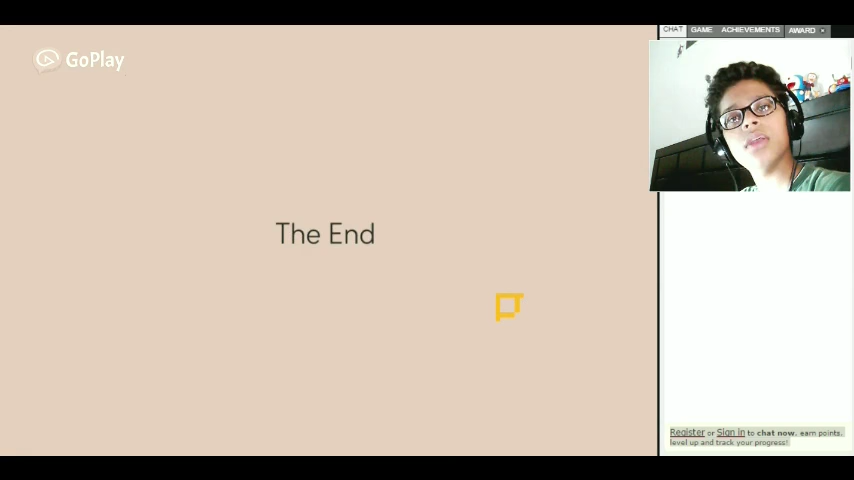 CHAT GAME ACHIEVEMENTS AWARD ×
GoPlay
The End
Register or Sign in to chat now, earn points,
level up and track your progress!